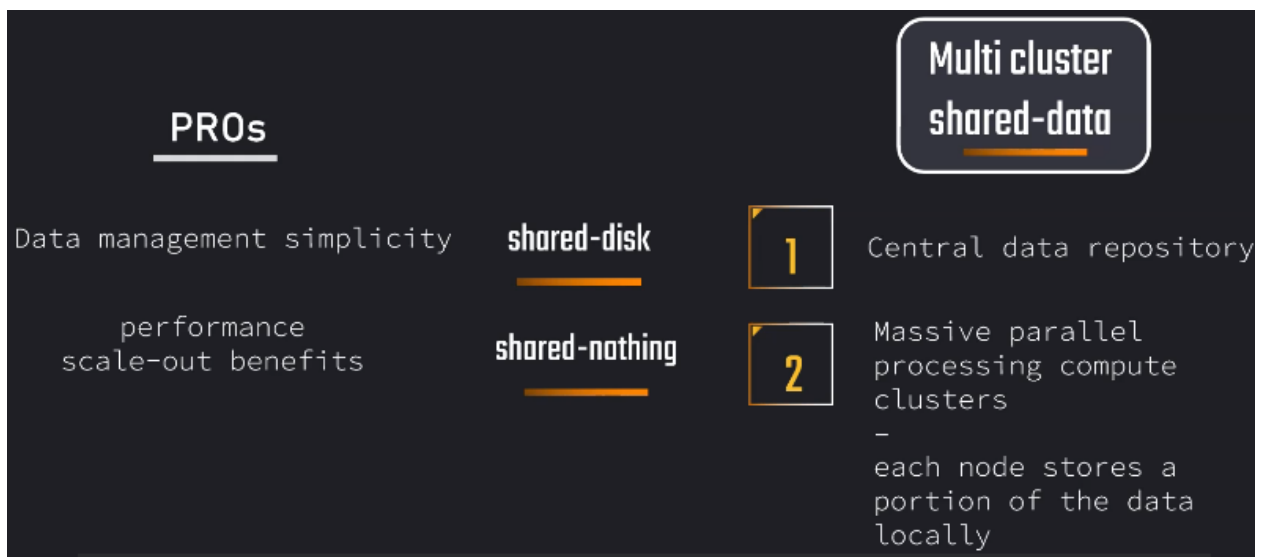 Multi cluster
shared-data
PROs
Data management simplicity
shared-disk
1
Central data repository
performance
scale-out benefits
shared-nothing
2
Massive parallel
processing compute
clusters
–
each node stores a
portion of the data
locally